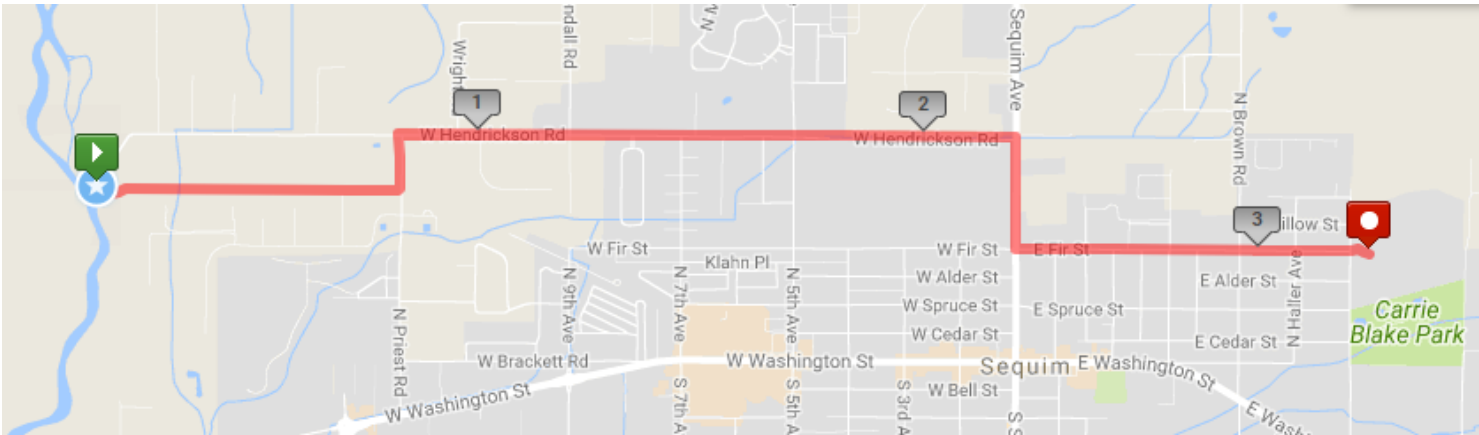 ndall Rd
W N
Sequim Ave
Wright
1
2
W Hendrickson Rd
W Hendrickson Rd
N Brown Rd
3
illow St
W Fir St
W Fir St
E Fir St
Klahn Pl
W Alder St
E Alder St
N 9th Ave
N 7th Ave
N 5th Ave
N Haller Ave
W Spruce St
E Spruce St
N Priest Rd
Carrie
Blake Park
W Cedar St
E Cedar St
W Brackett Rd
W Washington St
Sequim
E Washington St
W Bell St
S 7th A
S 5th A
S 3rd A
S S
W Washington St
E Wash